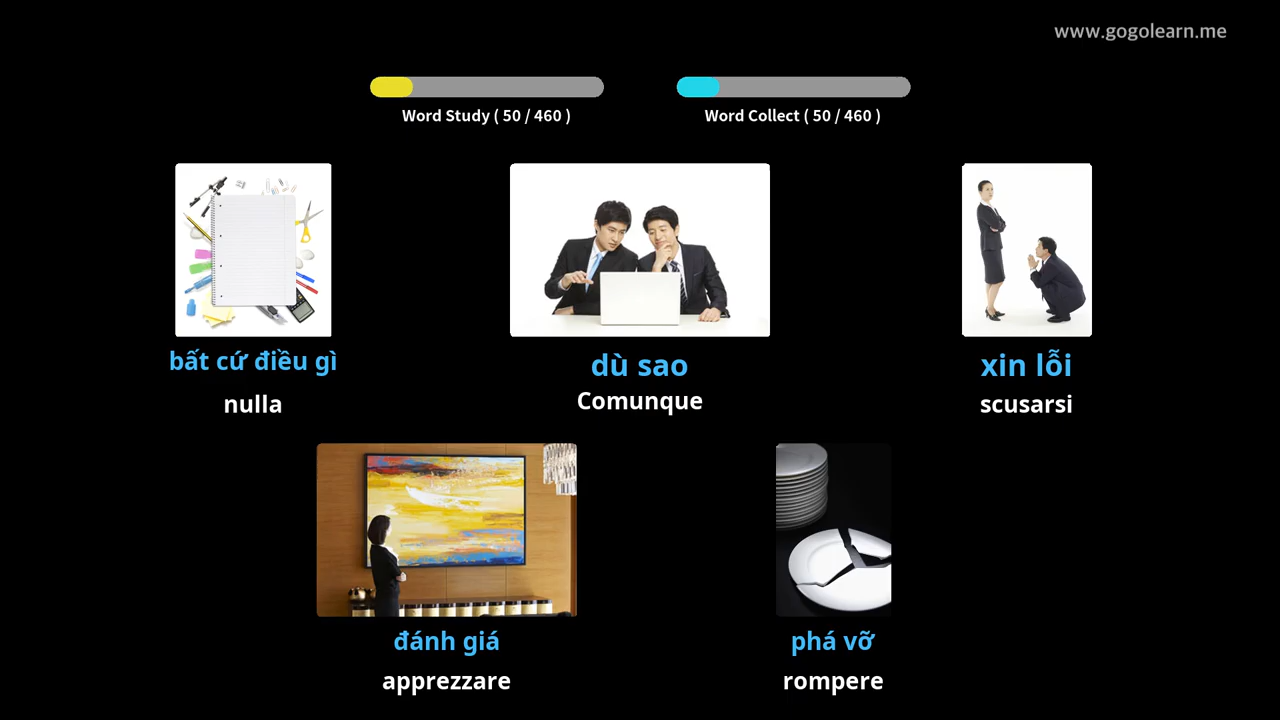 www.gogolearn.me
Word Study ( 50 / 460 )
Word Collect ( 50 / 460 )
bất cứ điều gì
nulla
dù sao
Comunque
xin lỗi
scusarsi
đánh giá
apprezzare
phá vỡ
rompere